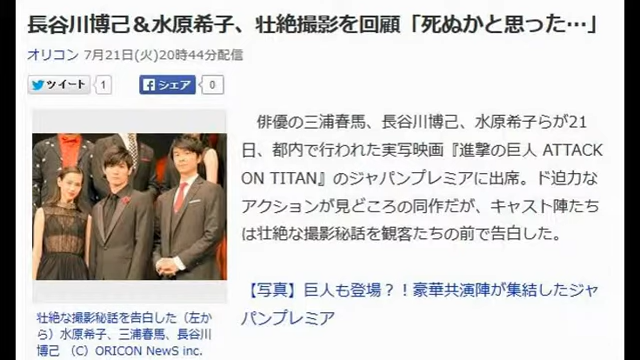 長谷川博己&水原希子、壮絶撮影を回顧「死ぬかと思った…」
オリコン 7月21日(火)20時44分配信
ツイート 1 シェア 0
俳優の三浦春馬、長谷川博己、水原希子らが21
日、都内で行われた実写映画『進撃の巨人 ATTACK
ON TITAN』のジャパンプレミアに出席。ド迫力な
アクションが見どころの同作だが、キャスト陣たち
は壮絶な撮影秘話を観客たちの前で告白した。
【写真】巨人も登場?!豪華共演陣が集結したジャ
パンプレミア
壮絶な撮影秘話を告白した(左か
ら)水原希子、三浦春馬、長谷川
博己 (C)ORICON NewS inc.